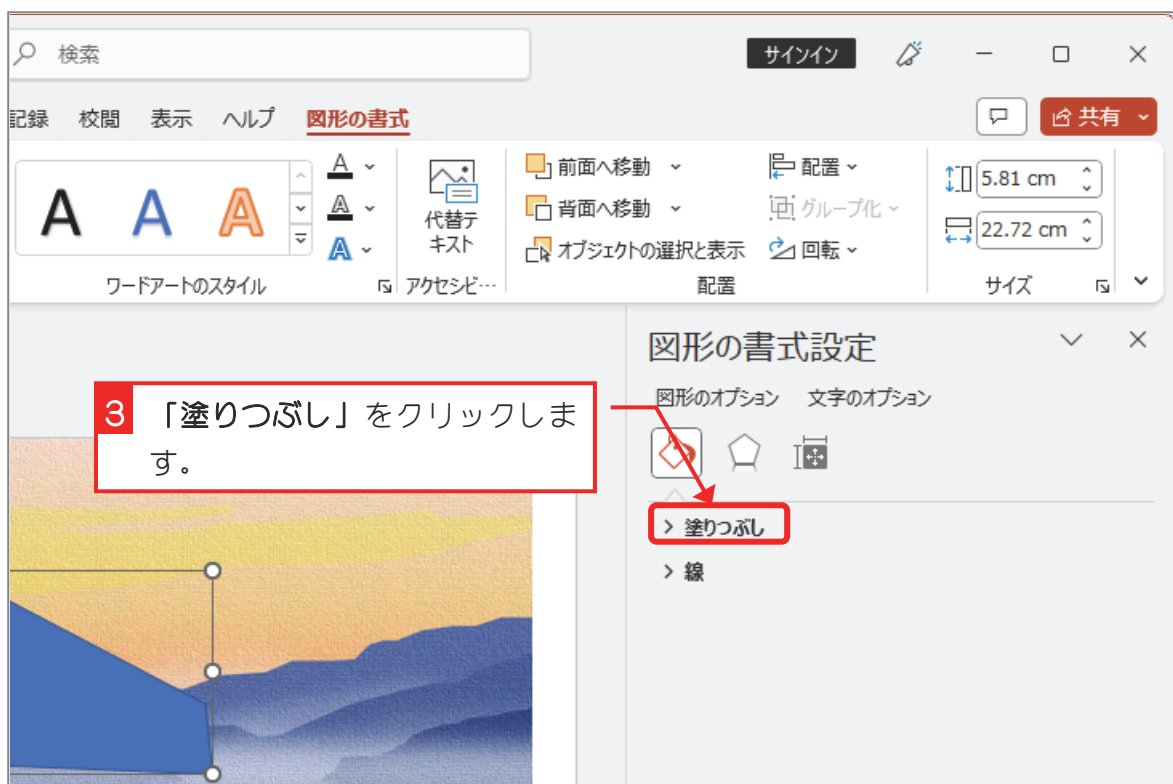 検索
サインイン
記録 校閲 表示 ヘルプ 図形の書式
共有
A A A
A
A
A
ワードアートのスタイル
代替テ
キスト
アクセシビ…
前面へ移動
背面へ移動
オブジェクトの選択と表示
配置
グループ化
回転
配置
5.81 cm
22.72 cm
サイズ
図形の書式設定
図形のオプション 文字のオプション
3 「塗りつぶし」をクリックしま
す。
塗りつぶし
線